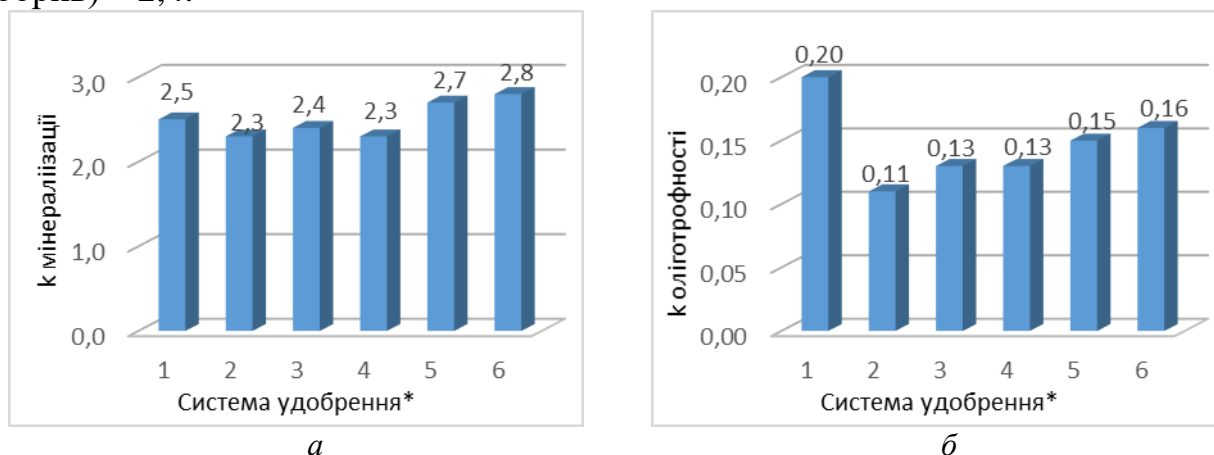 2,4.
k мінераліізації
3,0
2,0
1,0
0,0
2,5
2,3
2,4
2,3
2,7
2,8
1 2 3 4 5 6
Система удобрення*
а
k оліготрофності
0,20
0,15
0,10
0,05
0,00
0,20
0,11
0,13
0,13
0,15
0,16
1 2 3 4 5 6
Система удобрення*
б